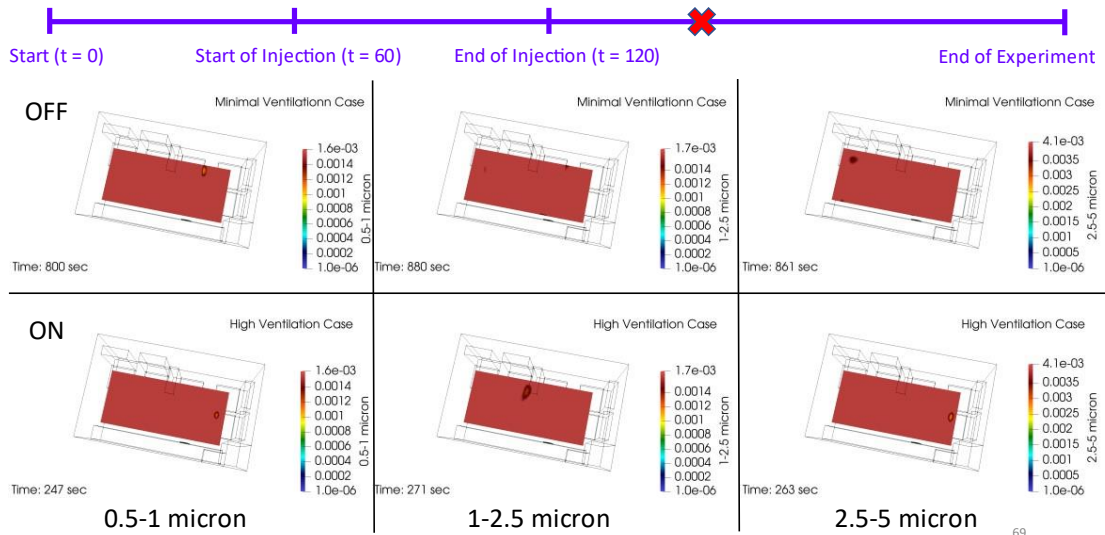 Start (t = 0)
Start of Injection (t = 60)
End of Injection (t = 120)
End of Experiment
OFF
Minimal Ventilationn Case
1.6e-03
0.0014
0.0012
0.001
0.0008
0.0006
0.0004
0.0002
1.0e-06
0.5-1 micron
Time: 800 sec
Minimal Ventilationn Case
1.7e-03
0.0014
0.0012
0.001
0.0008
0.0006
0.0004
0.0002
1.0e-06
1-2.5 micron
Time: 880 sec
Minimal Ventilationn Case
4.1e-03
0.0035
0.003
0.0025
0.002
0.0015
0.001
0.0005
1.0e-06
2.5-5 micron
Time: 861 sec
ON
High Ventilation Case
1.6e-03
0.0014
0.0012
0.001
0.0008
0.0006
0.0004
0.0002
1.0e-06
0.5-1 micron
Time: 247 sec
High Ventilation Case
1.7e-03
0.0014
0.0012
0.001
0.0008
0.0006
0.0004
0.0002
1.0e-06
1-2.5 micron
Time: 271 sec
High Ventilation Case
4.1e-03
0.0035
0.003
0.0025
0.002
0.0015
0.001
0.0005
1.0e-06
2.5-5 micron
Time: 263 sec
0.5-1 micron
1-2.5 micron
2.5-5 micron
69